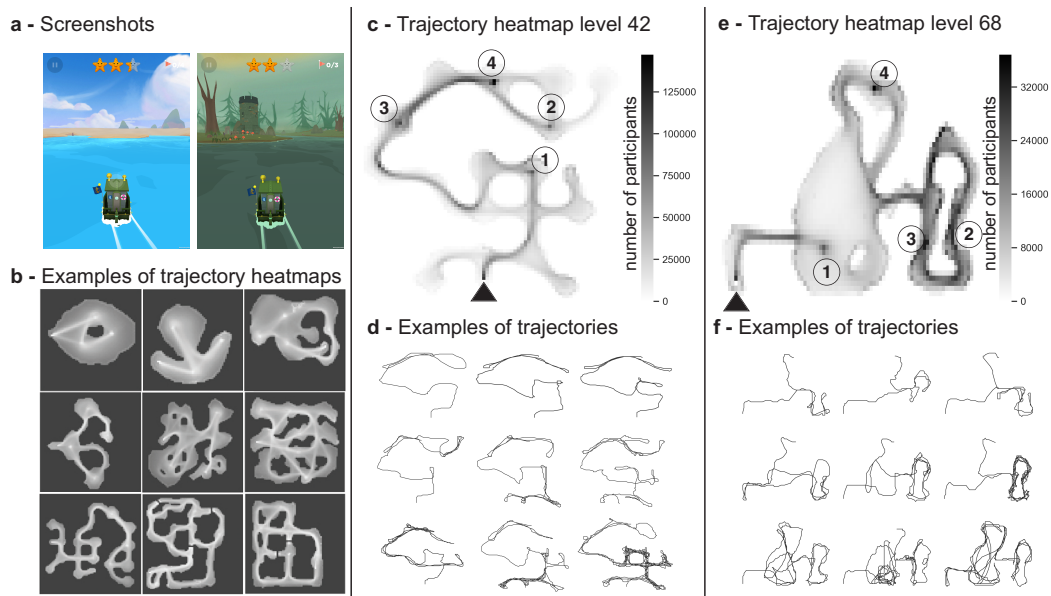 a - Screenshots
0/3
b - Examples of trajectory heatmaps
c - Trajectory heatmap level 42
4
3
2
1
125000
100000
75000
50000
25000
0
number of participants
d - Examples of trajectories
e - Trajectory heatmap level 68
4
3
2
1
32000
24000
16000
8000
0
number of participants
f - Examples of trajectories